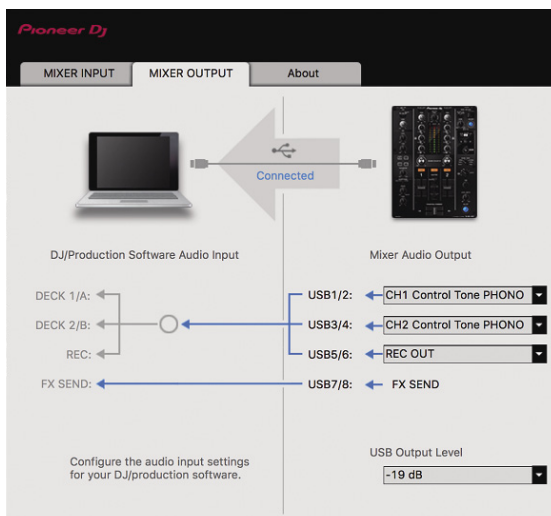 Pioneer Dj
MIXER INPUT
MIXER OUTPUT
About
Connected
DJ/Production Software Audio Input
Mixer Audio Output
DECK 1/A:
USB1/2:
CH1 Control Tone PHONO
DECK 2/B:
USB3/4:
CH2 Control Tone PHONO
REC:
USB5/6:
REC OUT
FX SEND:
USB7/8:
FX SEND
Configure the audio input settings
for your DJ/production software.
USB Output Level
-19 dB